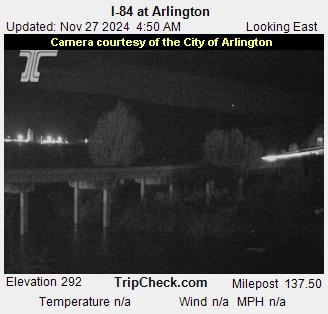 I-84 at Arlington
Updated: Nov 27 2024 4:50 AM Looking East
Camera courtesy of the City of Arlington
Elevation 292 TripCheck.com Milepost 137.50
Temperature n/a Wind n/a MPH n/a